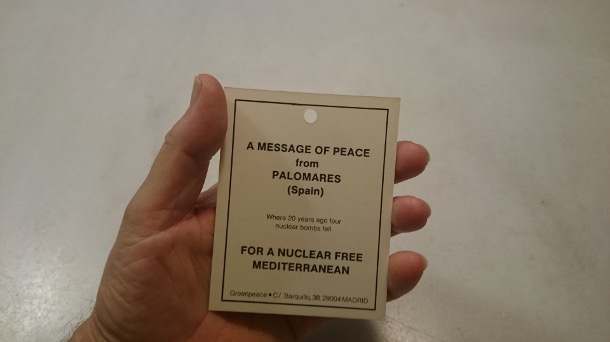 A MESSAGE OF PEACE
from
PALOMARES
(Spain)
Where 20 years ago four
nuclear bombs fell
FOR A NUCLEAR FREE
MEDITERRANEAN
Greenpeace • C/. Barquillo, 38, 28004 MADRID